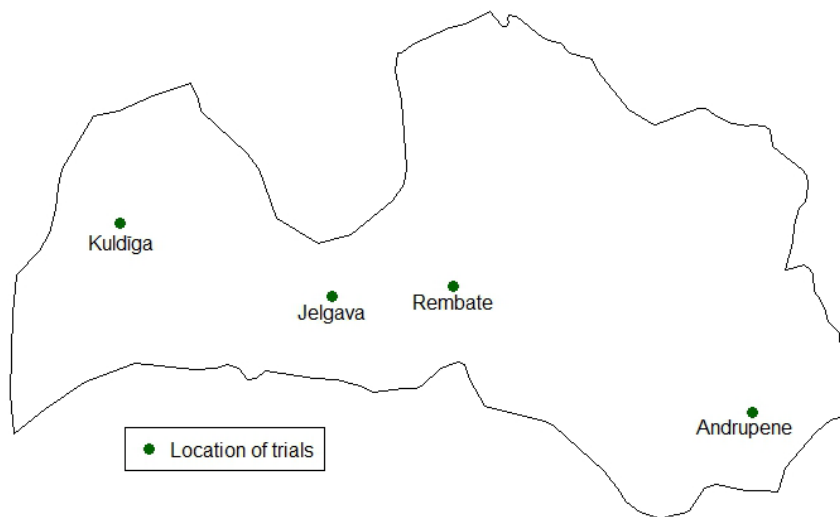 Kuldīga
Jelgava
Rembate
Andrupene
Location of trials